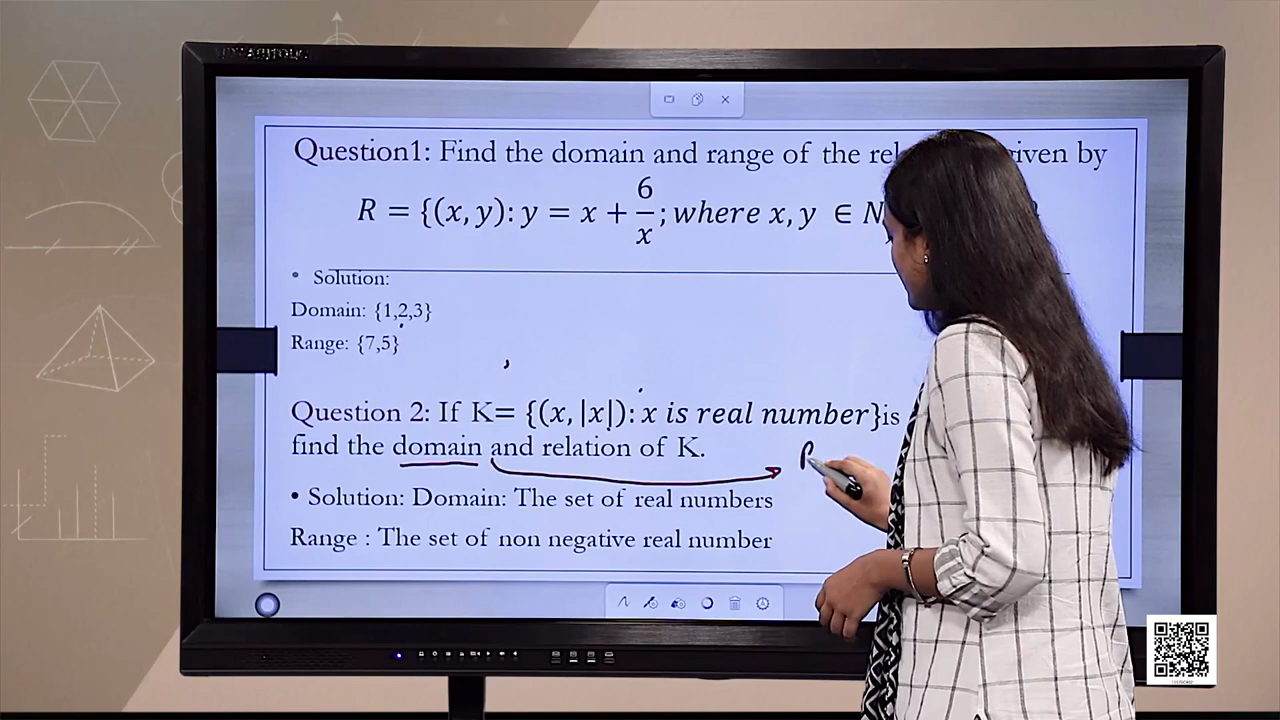 Question1: Find the domain and range of the given by
R = {(x, y): y = x + 6/x ; where x, y ∈ N
• Solution:
Domain: {1,2,3}
Range: {7,5}
Question 2: If K= {(x, |x|): x is real number}is
find the domain and relation of K.
• Solution: Domain: The set of real numbers
Range : The set of non negative real number